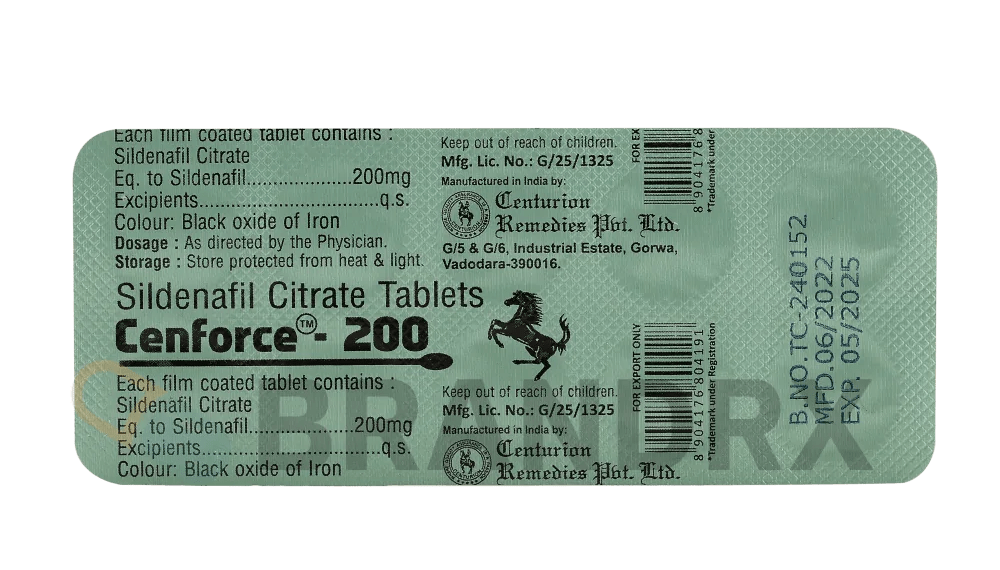 Each film coated tablet contains :
Sildenafil Citrate
Eq. to Sildenafil....................200mg
Excipients..................................q.s.
Colour: Black oxide of Iron
Dosage : As directed by the Physician.
Storage : Store protected from heat & light.
Keep out of reach of children.
Mfg. Lic. No.: G/25/1325
Manufactured in India by:
Centurion
Remedies Pvt. Ltd.
G/5 & G/6, Industrial Estate, Gorwa,
Vadodara-390016.
FOR EX
8 904176 8
*Trademark under
Sildenafil Citrate Tablets
Cenforce™- 200
Each film coated tablet contains :
Sildenafil Citrate
Eq. to Sildenafil....................200mg
Excipients..................................q.s.
Colour: Black oxide of Iron
Keep out of reach of children.
Mfg. Lic. No.: G/25/1325
Manufactured in India by:
Centurion
Remedies Pvt. Ltd.
FOR EXPORT ONLY
8 904176 804191
*Trademark under Registration
B.NO.TC-240152
MFD.06/2022
EXP. 05/2025
BRANDRX